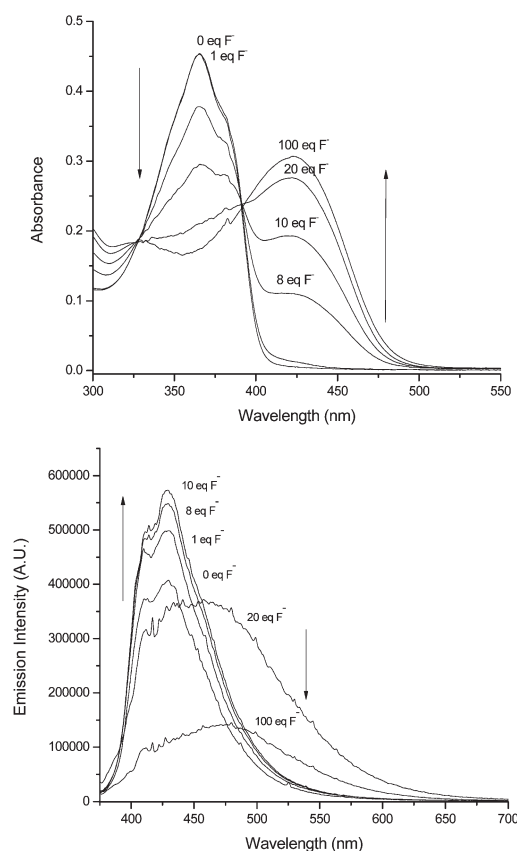 0.5
0.4
0.3
0.2
0.1
0.0
Absorbance
0 eq F⁻
1 eq F⁻
100 eq F⁻
20 eq F⁻
10 eq F⁻
8 eq F⁻
300 350 400 450 500 550
Wavelength (nm)
600000
500000
400000
300000
200000
100000
0
Emission Intensity (A.U.)
10 eq F⁻
8 eq F⁻
1 eq F⁻
0 eq F⁻
20 eq F⁻
100 eq F⁻
400 450 500 550 600 650 700
Wavelength (nm)